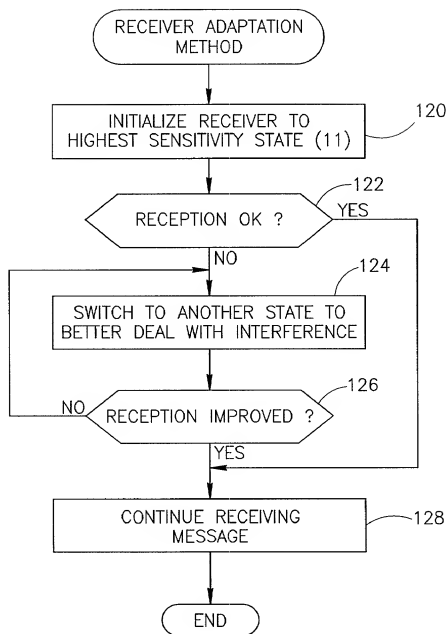 RECEIVER ADAPTATION
METHOD
INITIALIZE RECEIVER TO
HIGHEST SENSITIVITY STATE (11)
120
RECEPTION OK ?
122
YES
NO
SWITCH TO ANOTHER STATE TO
BETTER DEAL WITH INTERFERENCE
124
RECEPTION IMPROVED ?
126
NO
YES
CONTINUE RECEIVING
MESSAGE
128
END